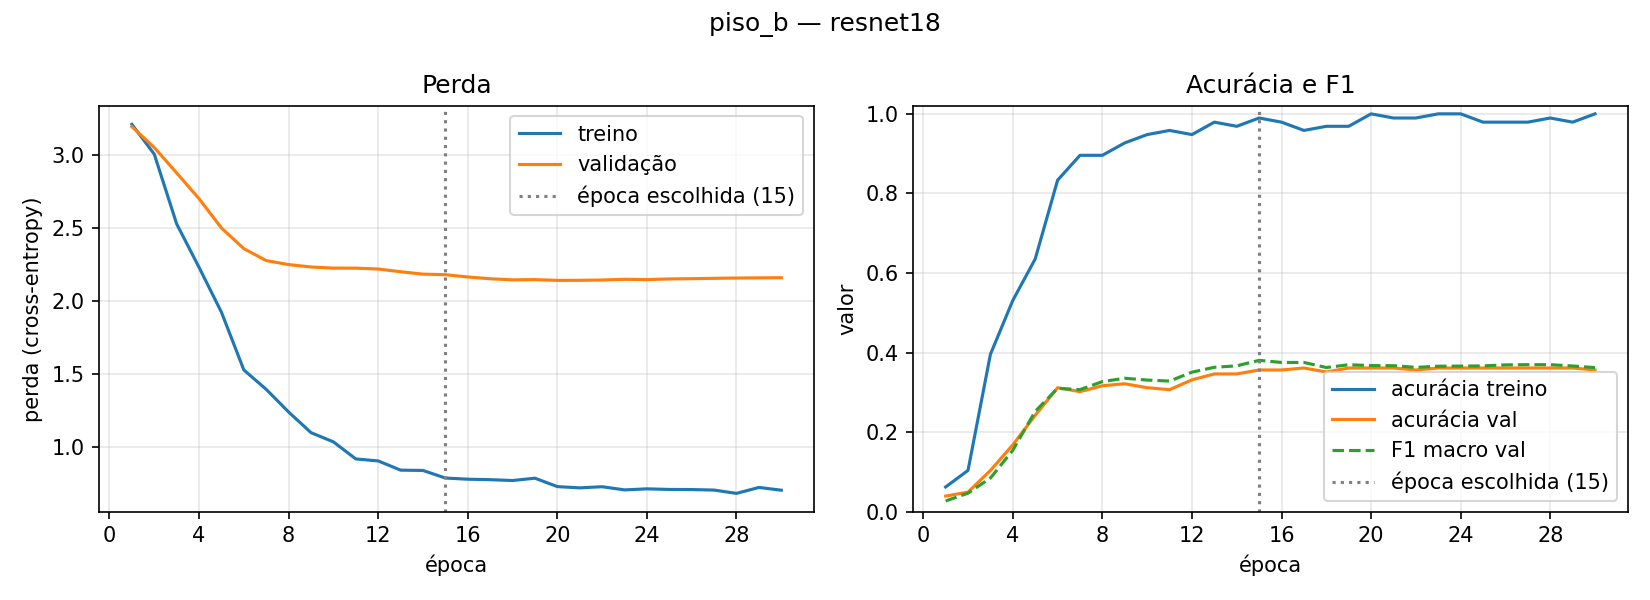 piso_b — resnet18
Perda
perda (cross-entropy)
3.0
2.5
2.0
1.5
1.0
treino
validação
época escolhida (15)
0 4 8 12 16 20 24 28
época
Acurácia e F1
valor
1.0
0.8
0.6
0.4
0.2
0.0
acurácia treino
acurácia val
F1 macro val
época escolhida (15)
0 4 8 12 16 20 24 28
época